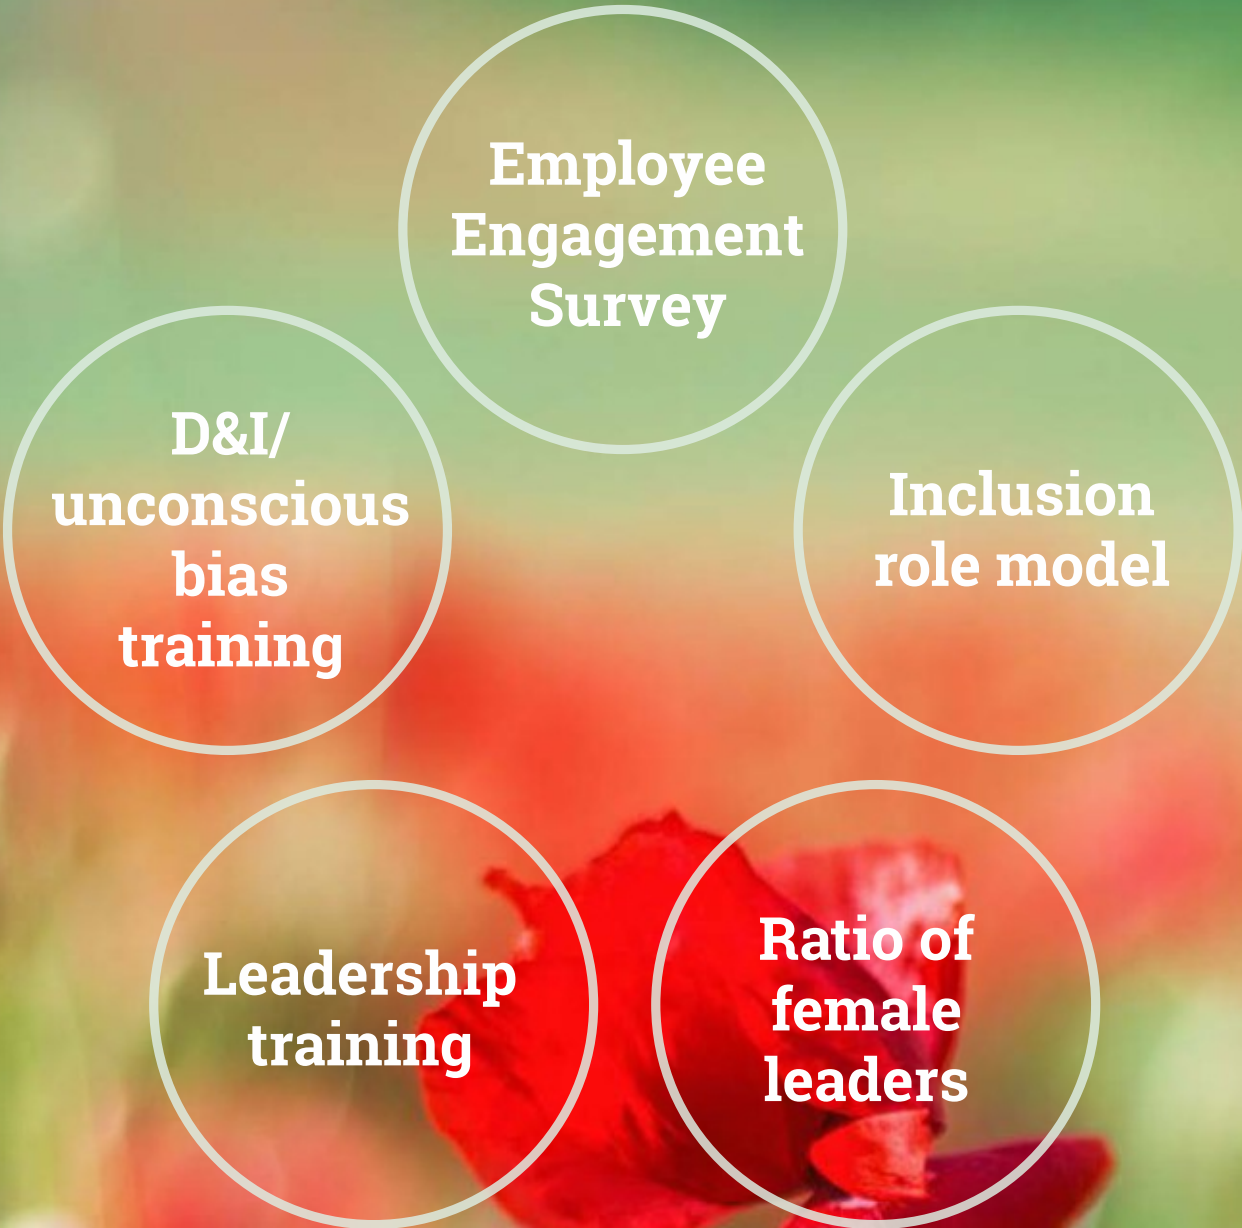 Employee
Engagement
Survey
D&I/
unconscious
bias
training
Inclusion
role model
Leadership
training
Ratio of
female
leaders